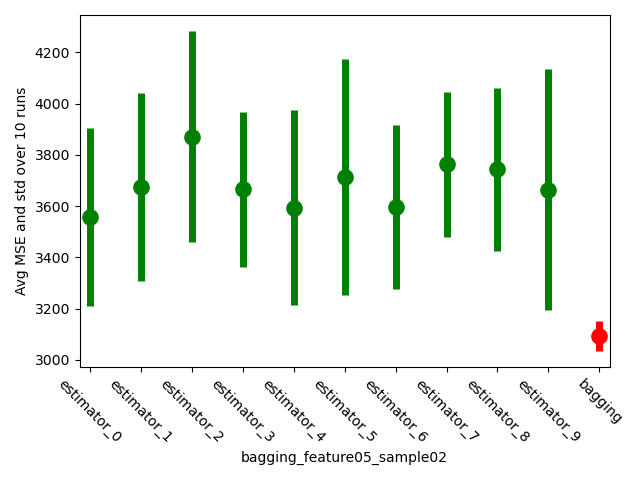 Avg MSE and std over 10 runs
4200
4000
3800
3600
3400
3200
3000
estimator_0
estimator_1
estimator_2
estimator_3
estimator_4
estimator_5
estimator_6
estimator_7
estimator_8
estimator_9
bagging
bagging_feature05_sample02